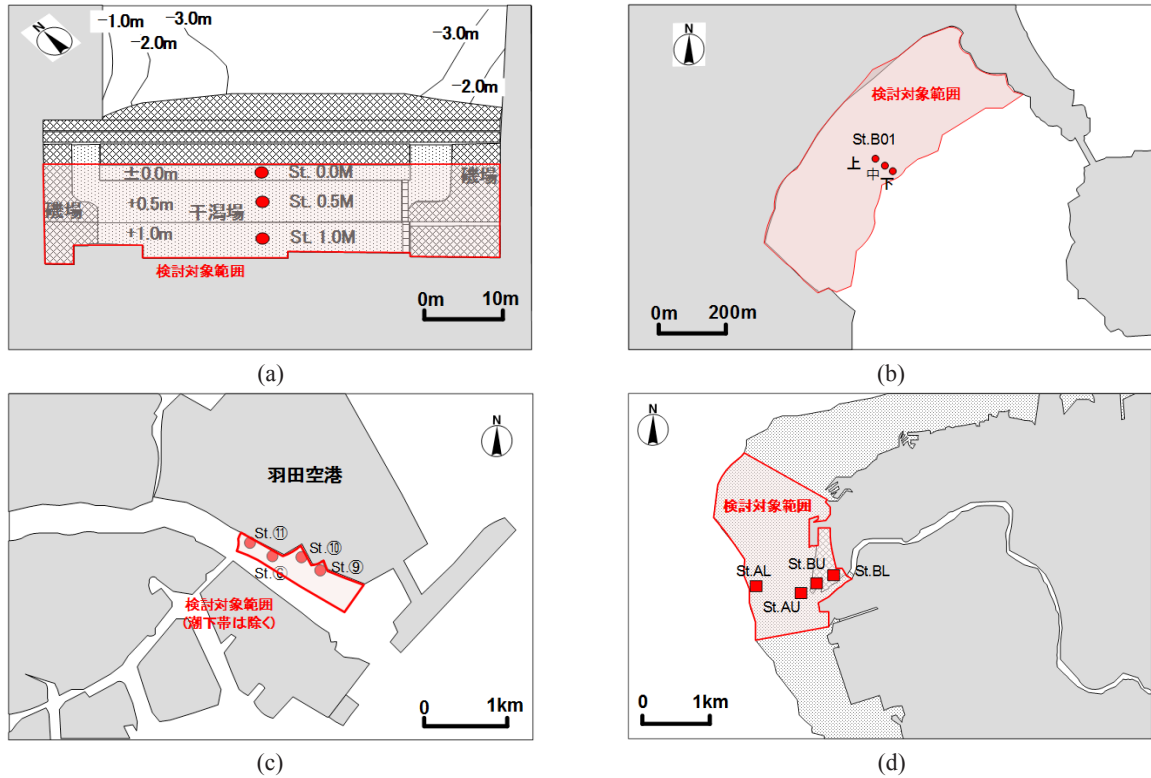 N
-1.0m
-3.0m
-2.0m
-3.0m
-2.0m
±0.0m
St. 0.0M
磯場
磯場
+0.5m
干潟場
St. 0.5M
+1.0m
St. 1.0M
検討対象範囲
0m 10m
(a)
N
検討対象範囲
St.B01
上
中
下
0m 200m
(b)
N
羽田空港
St.⑪
St.⑩
St.⑥
St.⑨
検討対象範囲
(潮下帯は除く)
0 1km
(c)
N
検討対象範囲
St.AL
St.BU
St.BL
St.AU
0 1km
(d)